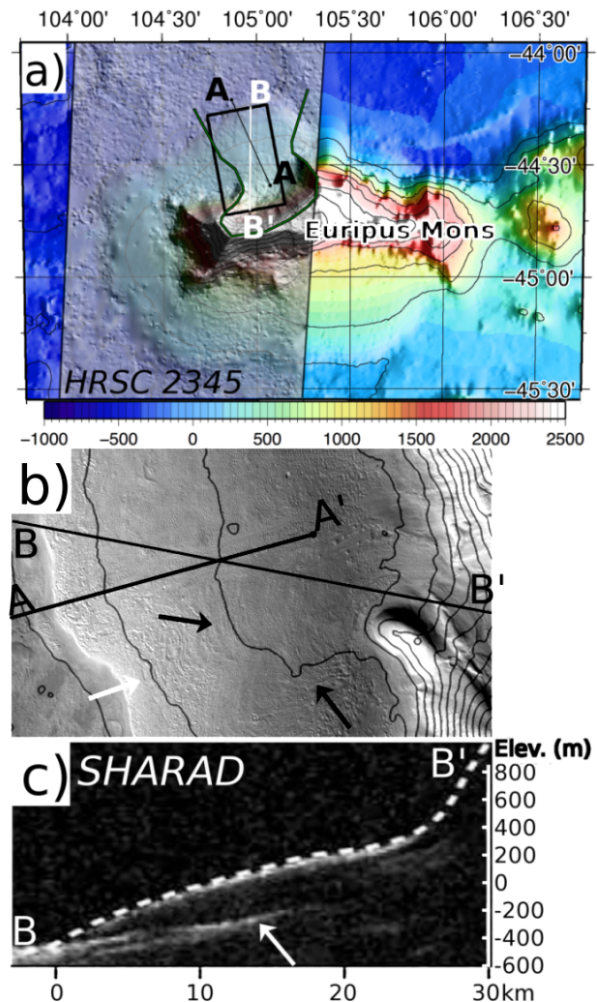 104°00' 104°30' 105°00' 105°30' 106°00' 106°30'
a)
−44°00'
A B
−44°30'
A
B'
Euripus Mons
−45°00'
HRSC 2345
−45°30'
−1000 −500 0 500 1000 1500 2000 2500
b)
A'
B
B'
A
c)
SHARAD
B'
Elev. (m)
800
600
400
200
0
-200
B
-400
-600
0 10 20 30km